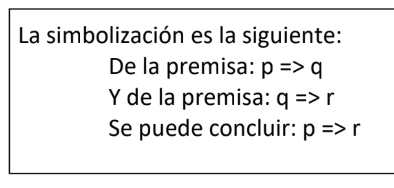 La simbolización es la siguiente:
De la premisa: p => q
Y de la premisa: q => r
Se puede concluir: p => r